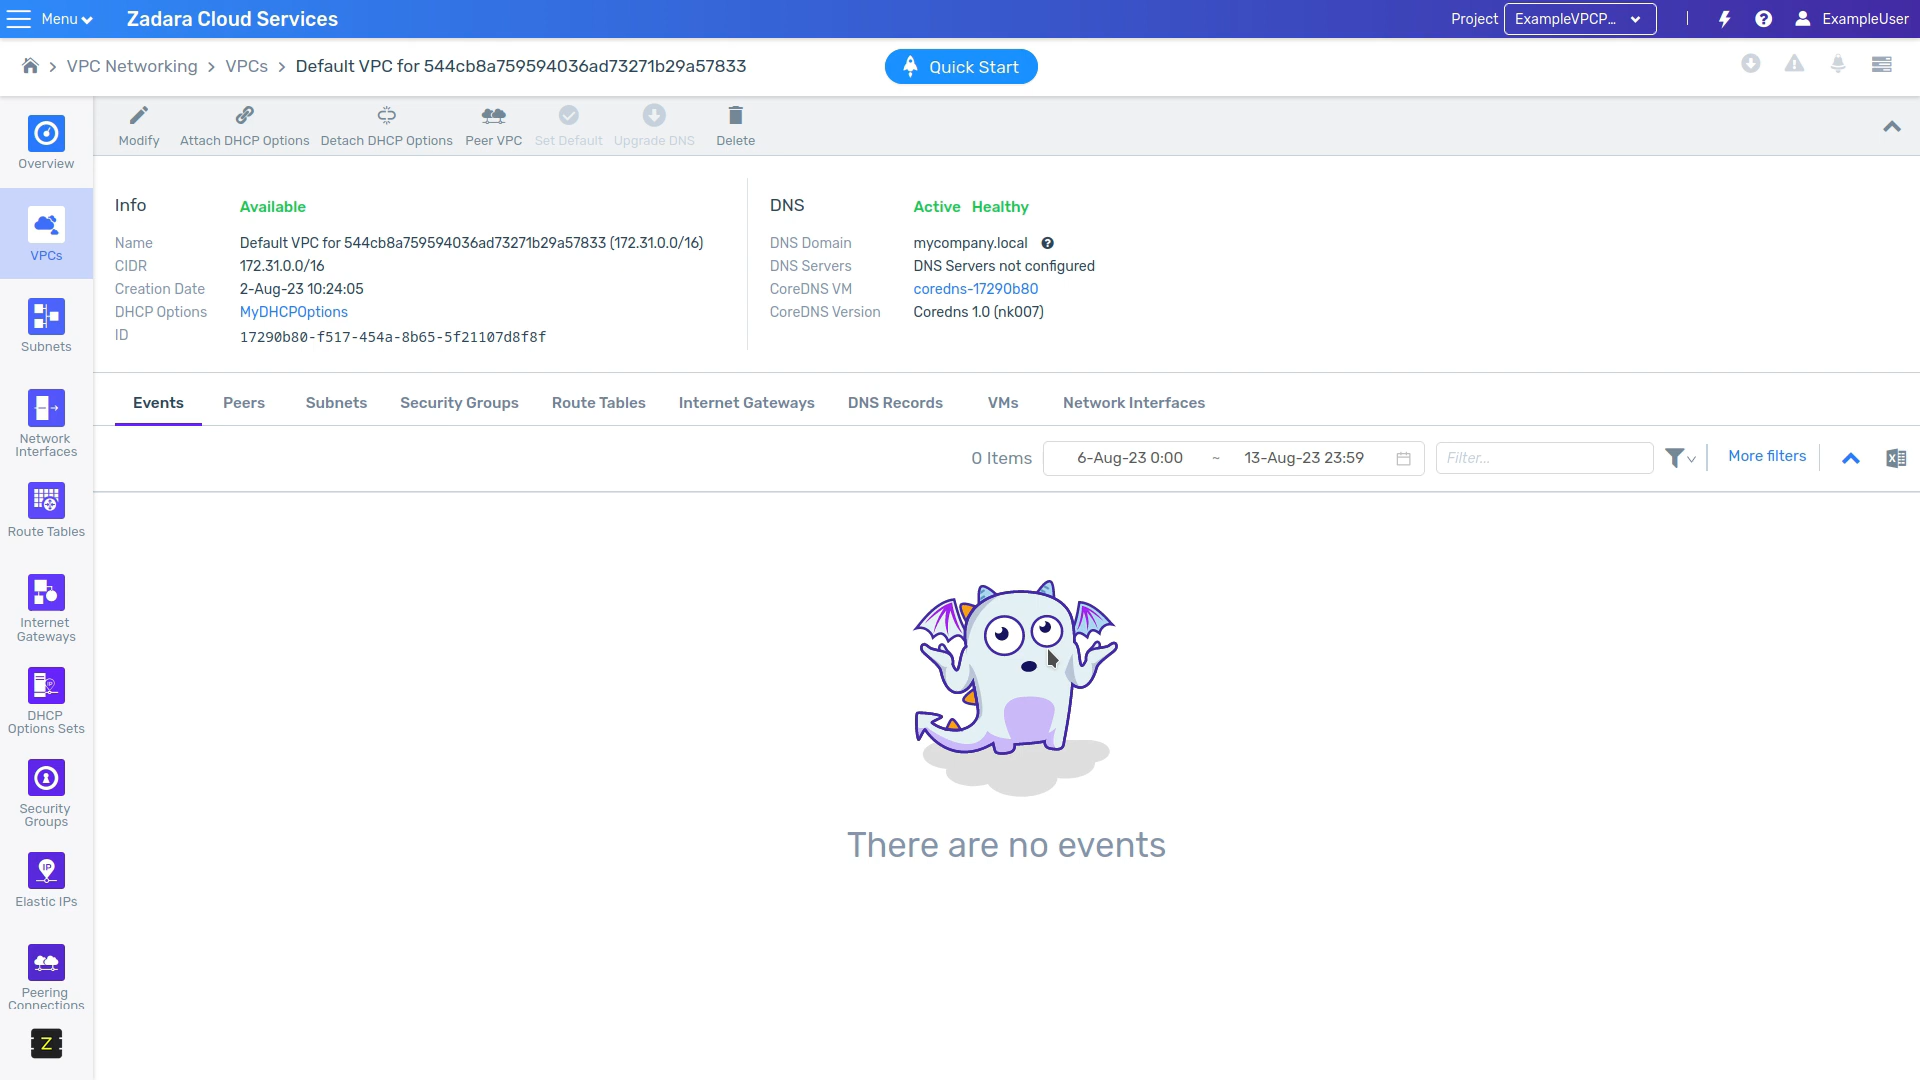 Menu
Zadara Cloud Services
Project
ExampleVPCP...
ExampleUser
VPC Networking > VPCs > Default VPC for 544cb8a759594036ad73271b29a57833
Quick Start
Modify
Attach DHCP Options
Detach DHCP Options
Peer VPC
Set Default
Upgrade DNS
Delete
Overview
VPCs
Subnets
Network
Interfaces
Route Tables
Internet
Gateways
DHCP
Options Sets
Security
Groups
IP
Elastic IPs
Peering
Connections
Z
Info
Available
Name
Default VPC for 544cb8a759594036ad73271b29a57833 (172.31.0.0/16)
CIDR
172.31.0.0/16
Creation Date
2-Aug-23 10:24:05
DHCP Options
MyDHCPOptions
ID
17290b80-f517-454a-8b65-5f21107d8f8f
DNS
Active Healthy
DNS Domain
mycompany.local
DNS Servers
DNS Servers not configured
CoreDNS VM
coredns-17290b80
CoreDNS Version
Coredns 1.0 (nk007)
Events
Peers
Subnets
Security Groups
Route Tables
Internet Gateways
DNS Records
VMs
Network Interfaces
0 Items
6-Aug-23 0:00 ~ 13-Aug-23 23:59
Filter...
More filters
There are no events